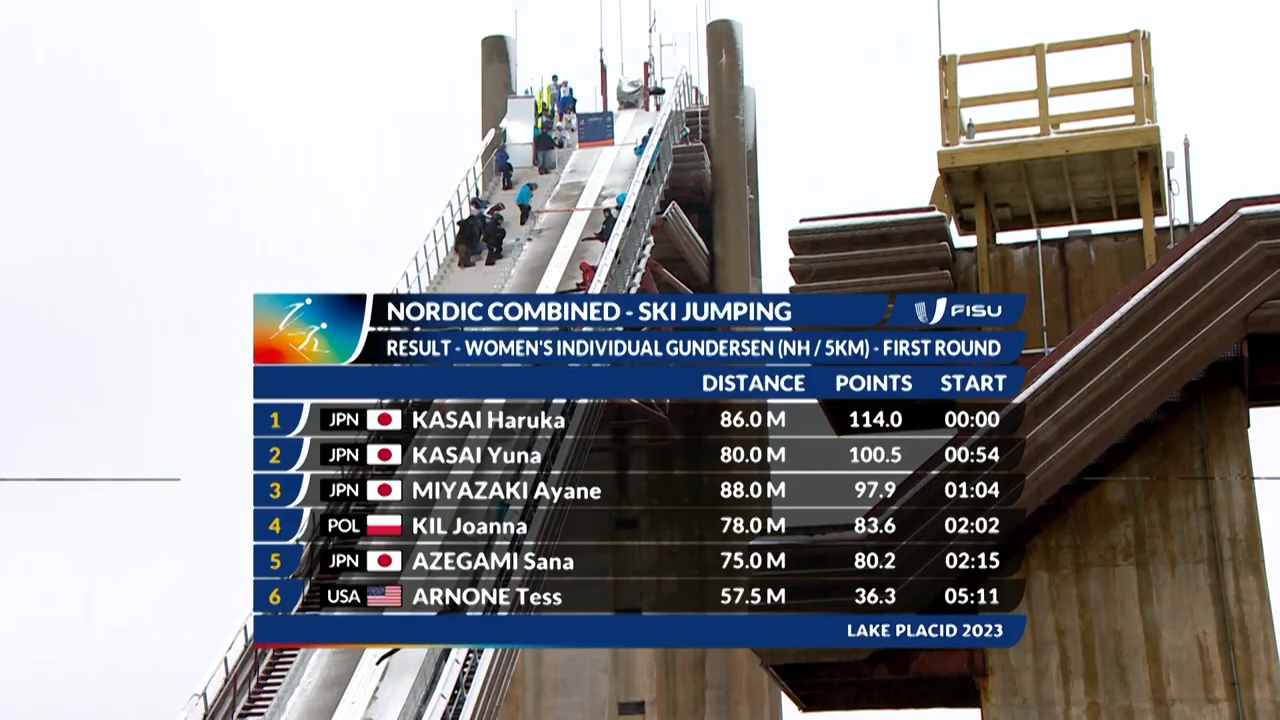 NORDIC COMBINED - SKI JUMPING FISU
RESULT - WOMEN'S INDIVIDUAL GUNDERSEN (NH / 5KM) - FIRST ROUND
DISTANCE POINTS START
1 JPN KASAI Haruka 86.0 M 114.0 00:00
2 JPN KASAI Yuna 80.0 M 100.5 00:54
3 JPN MIYAZAKI Ayane 88.0 M 97.9 01:04
4 POL KIL Joanna 78.0 M 83.6 02:02
5 JPN AZEGAMI Sana 75.0 M 80.2 02:15
6 USA ARNONE Tess 57.5 M 36.3 05:11
LAKE PLACID 2023